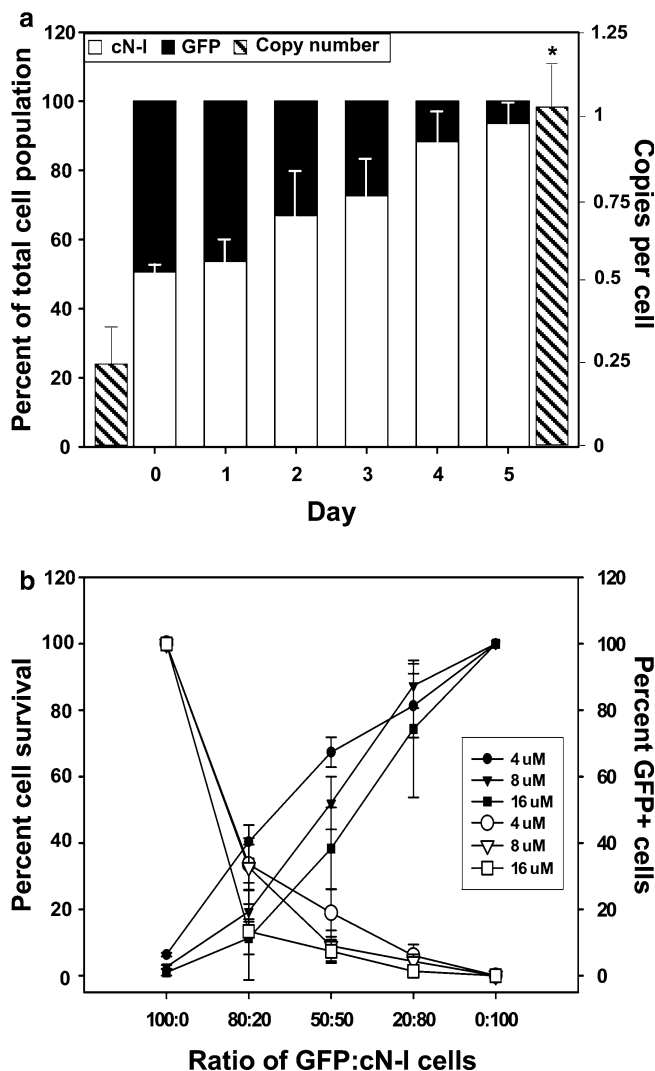 a
120
1.25
cN-I GFP Copy number
*
100
1
80
0.75
60
0.5
40
0.25
20
0
0
Percent of total cell population
Copies per cell
0 1 2 3 4 5
Day
b
120
120
100
100
80
80
60
60
40
40
20
20
0
0
Percent cell survival
Percent GFP+ cells
4 uM
8 uM
16 uM
4 uM
8 uM
16 uM
100:0 80:20 50:50 20:80 0:100
Ratio of GFP:cN-I cells